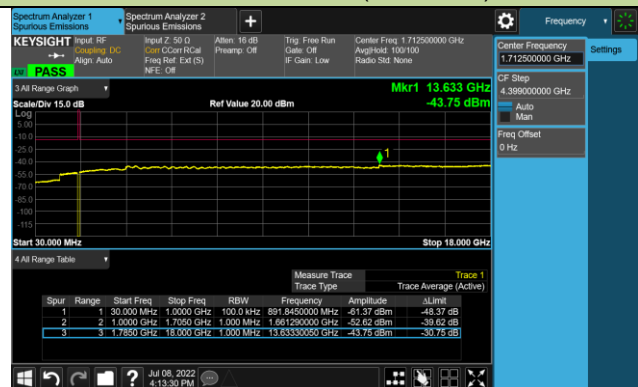 Spectrum Analyzer 1
Spurious Emissions
Spectrum Analyzer 2
Spurious Emissions
Frequency
KEYSIGHT
Input: RF
Coupling: DC
Align: Auto
Input Z: 50 Ω
Corr CCorr RCal
Freq Ref: Ext (S)
NFE: Off
Atten: 16 dB
Preamp: Off
Trig: Free Run
Gate: Off
IF Gain: Low
Center Freq: 1.712500000 GHz
Avg|Hold: 100/100
Radio Std: None
PASS
Center Frequency
1.712500000 GHz
Settings
CF Step
4.399000000 GHz
Auto
Man
Freq Offset
0 Hz
3 All Range Graph
Mkr1 13.633 GHz
Scale/Div 15.0 dB
Ref Value 20.00 dBm
-43.75 dBm
Log
5.00
-10.0
-25.0
-40.0
-55.0
-70.0
-85.0
-100
-115
1
Start 30.000 MHz
Stop 18.000 GHz
4 All Range Table
Measure Trace
Trace 1
Trace Type
Trace Average (Active)
Spur Range Start Freq Stop Freq RBW Frequency Amplitude ΔLimit
1 1 30.000 MHz 1.0000 GHz 100.0 kHz 891.8450000 MHz -61.37 dBm -48.37 dB
2 2 1.0000 GHz 1.7050 GHz 1.000 MHz 1.661290000 GHz -52.62 dBm -39.62 dB
3 3 1.7850 GHz 18.000 GHz 1.000 MHz 13.63330050 GHz -43.75 dBm -30.75 dB
?
Jul 08, 2022
4:13:30 PM